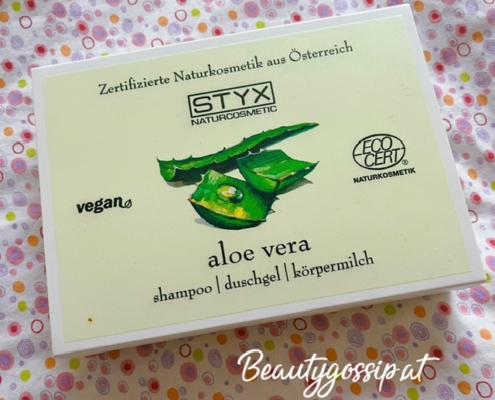 Zertifizierte Naturkosmetik aus Österreich
STYX
NATURCOSMETIC
ECO
CERT®
NATURKOSMETIK
vegan
aloe vera
shampoo | duschgel | körpermilch
Beautygossip.at